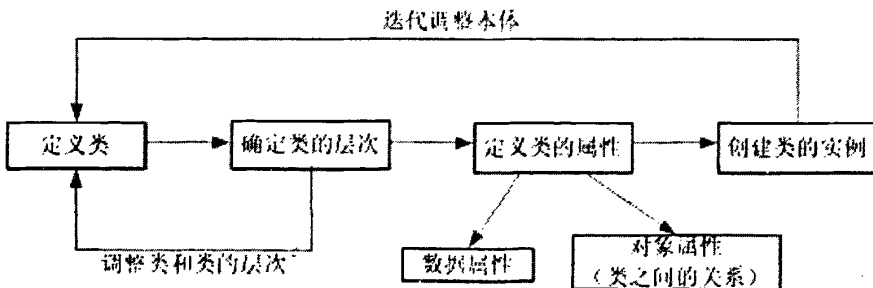 迭代调整本体
定义类
确定类的层次
定义类的属性
创建类的实例
调整类和类的层次
数据属性
对象属性
（类之间的关系）